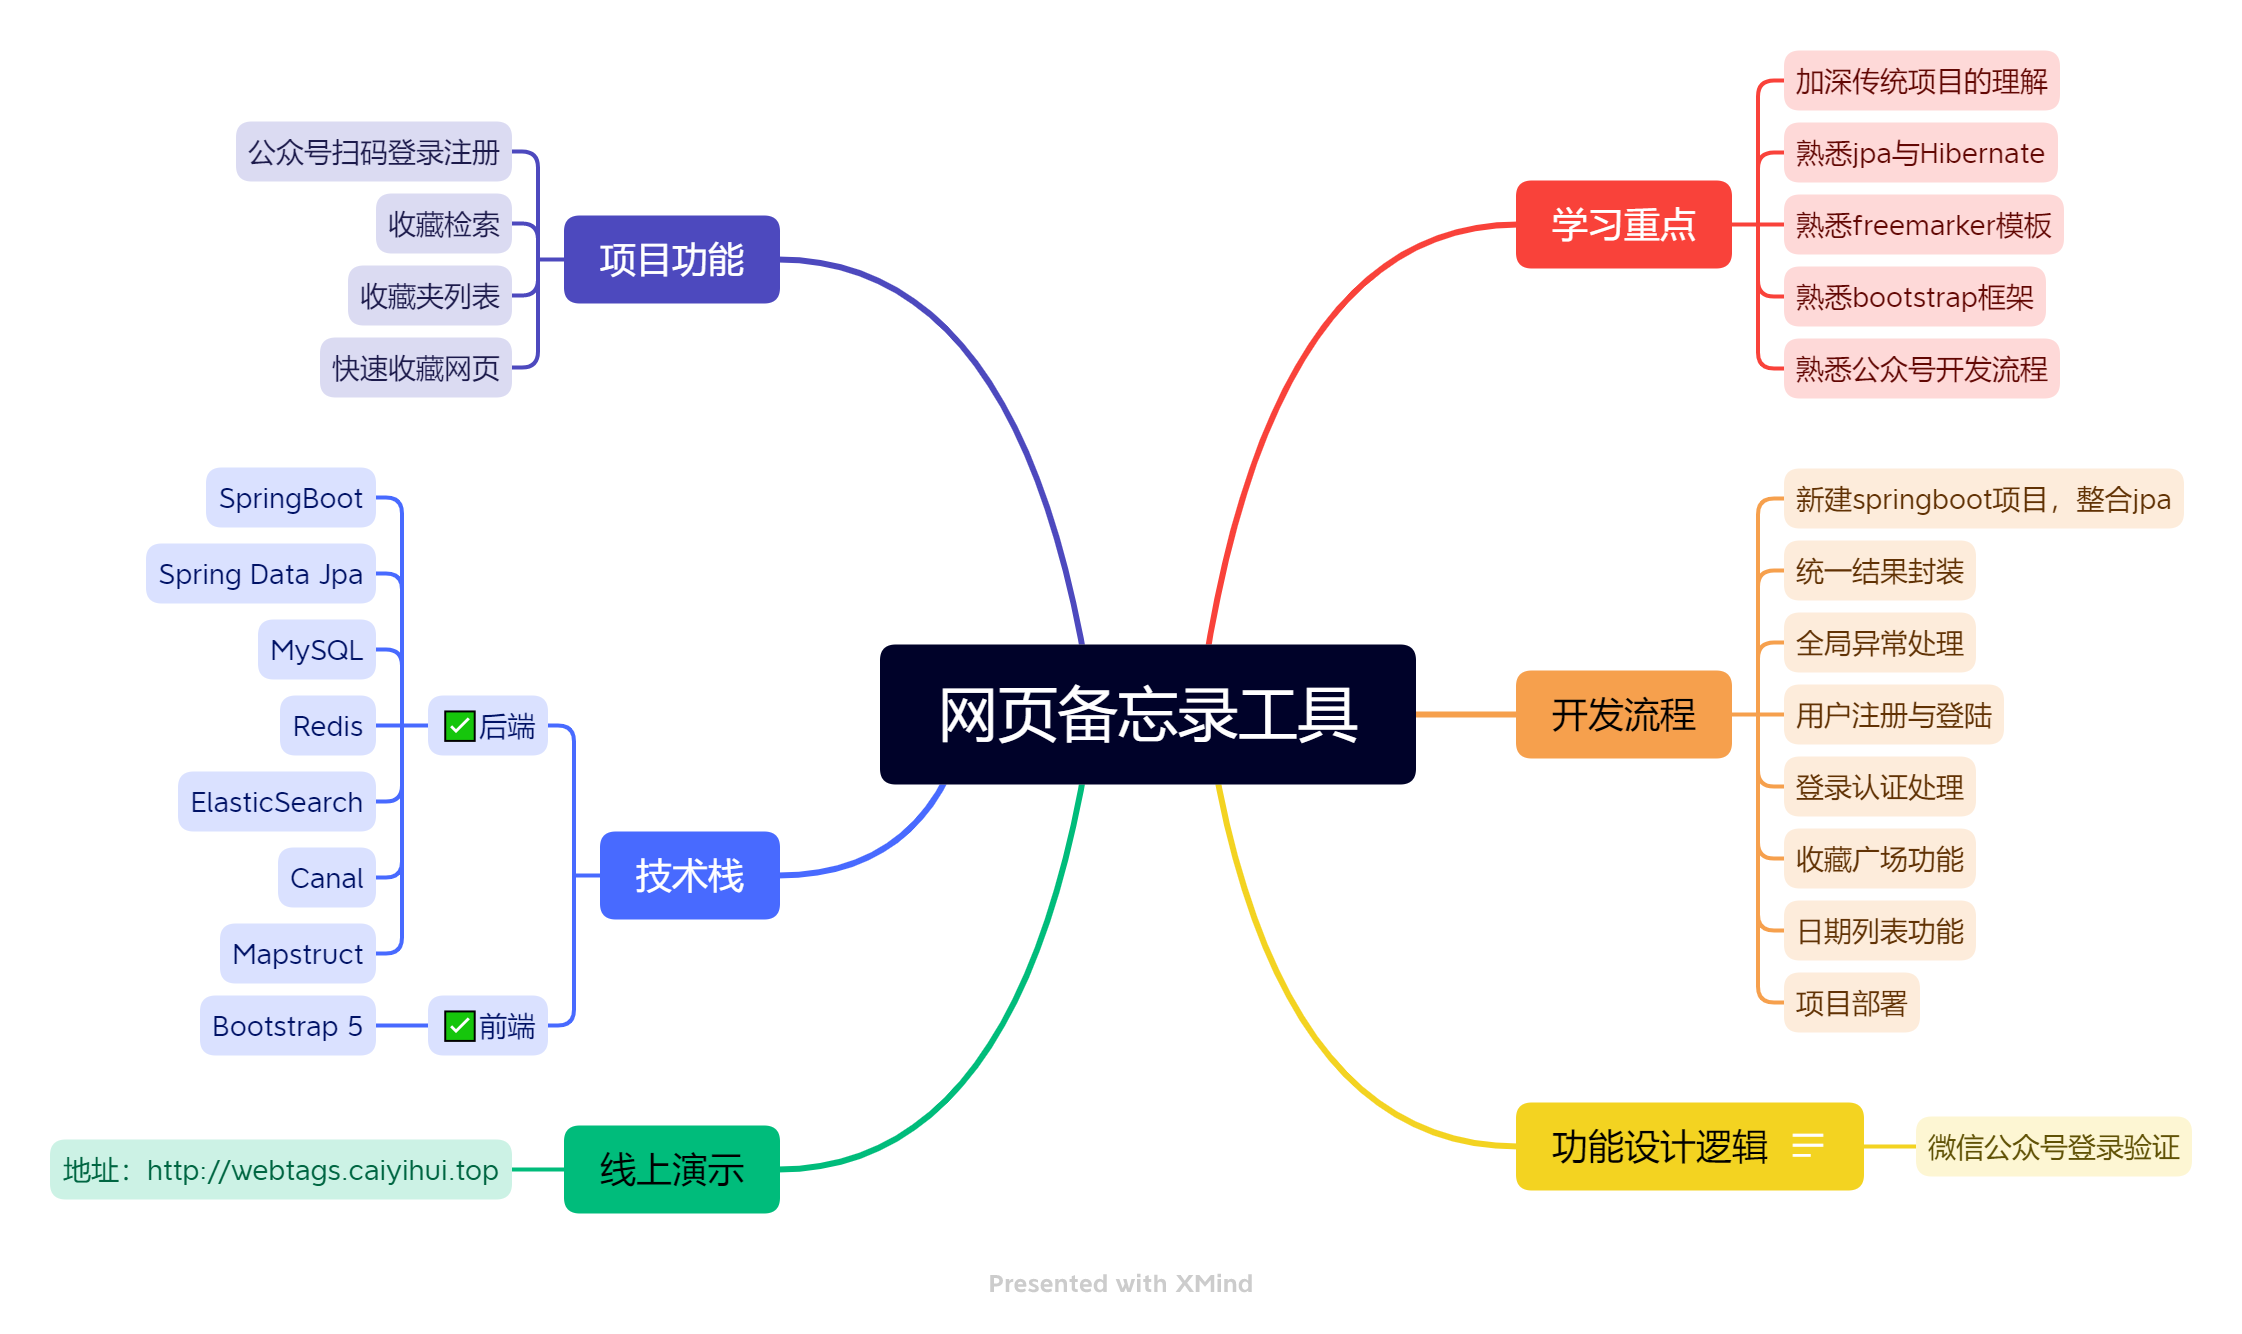 网页备忘录工具
学习重点
加深传统项目的理解
熟悉jpa与Hibernate
熟悉freemarker模板
熟悉bootstrap框架
熟悉公众号开发流程
开发流程
新建springboot项目，整合jpa
统一结果封装
全局异常处理
用户注册与登陆
登录认证处理
收藏广场功能
日期列表功能
项目部署
功能设计逻辑
微信公众号登录验证
项目功能
公众号扫码登录注册
收藏检索
收藏夹列表
快速收藏网页
技术栈
✅后端
SpringBoot
Spring Data Jpa
MySQL
Redis
ElasticSearch
Canal
Mapstruct
✅前端
Bootstrap 5
线上演示
地址：http://webtags.caiyihui.top
Presented with XMind